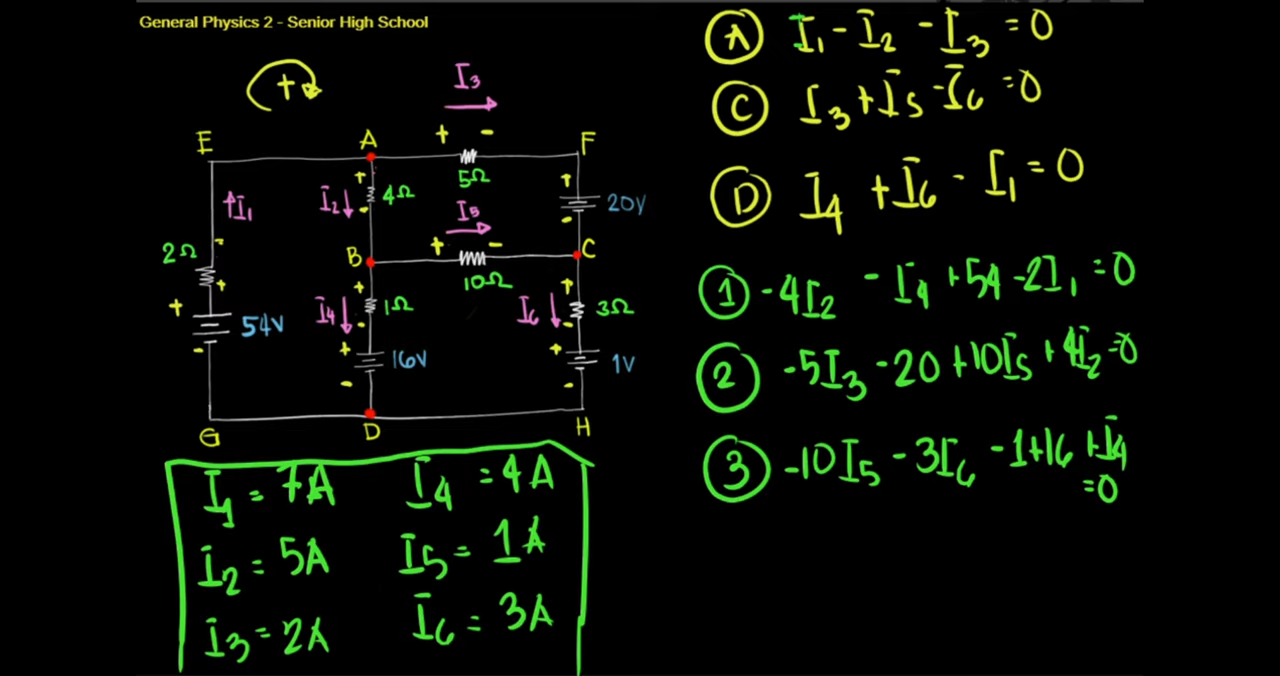 General Physics 2 - Senior High School
+
I₃
E
A
+ -
F
I₁
I₂
+
4Ω
-
5Ω
+
20V
-
I₅
2Ω
-
+
B
+ -
C
10Ω
+
54V
-
I₄
+
1Ω
-
I₆
+
3Ω
-
+
16V
-
+
1V
-
G
D
H
I₁ = 7A
I₄ = 4A
I₂ = 5A
I₅ = 1A
I₃ = 2A
I₆ = 3A
A I₁ - I₂ - I₃ = 0
C I₃ + I₅ - I₆ = 0
D I₄ + I₆ - I₁ = 0
1 -4I₂ - I₄ + 54 - 2I₁ = 0
2 -5I₃ - 20 + 10I₅ + 4I₂ = 0
3 -10I₅ - 3I₆ - 1 + 16 + I₄
= 0